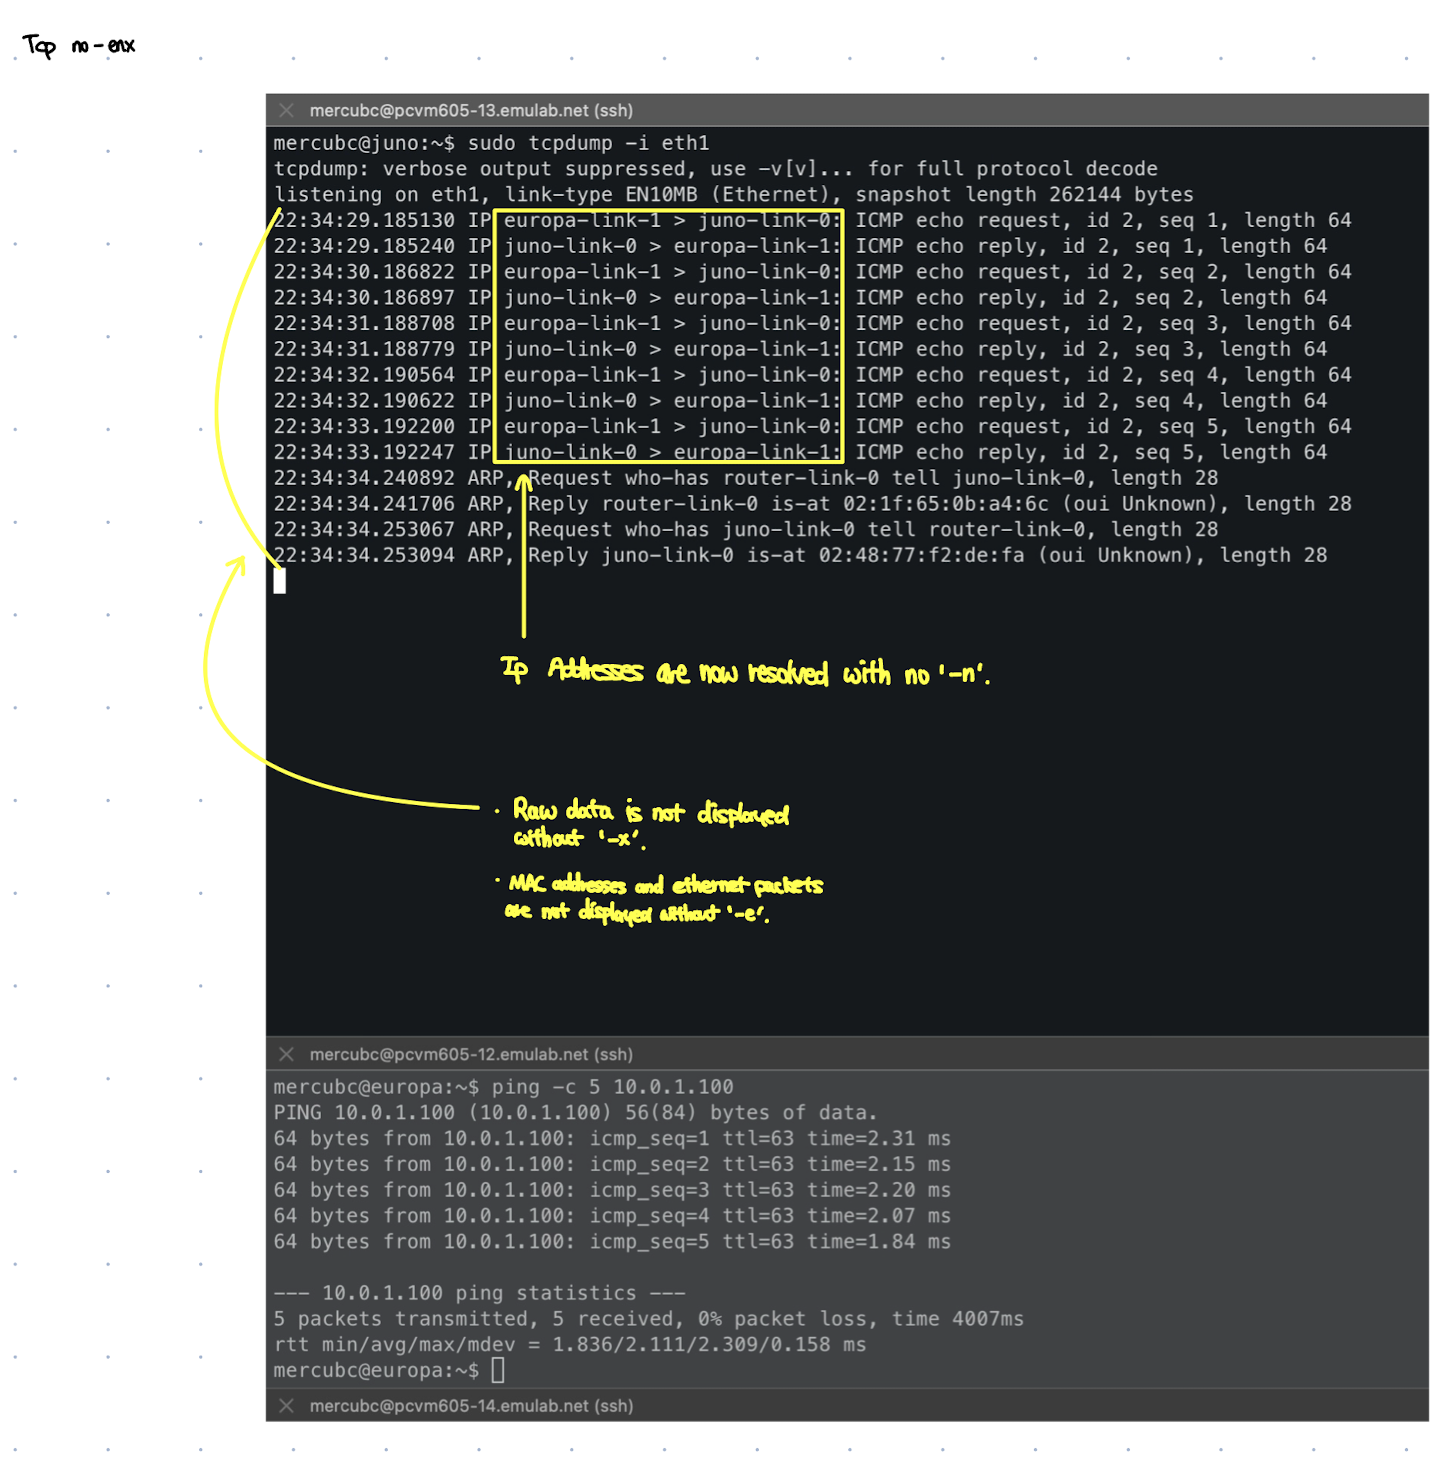 Tcp no-enx
mercubc@pcvm605-13.emulab.net (ssh)
mercubc@juno:~$ sudo tcpdump -i eth1
tcpdump: verbose output suppressed, use -v[v]... for full protocol decode
listening on eth1, link-type EN10MB (Ethernet), snapshot length 262144 bytes
22:34:29.185130 IP europa-link-1 > juno-link-0: ICMP echo request, id 2, seq 1, length 64
22:34:29.185240 IP juno-link-0 > europa-link-1: ICMP echo reply, id 2, seq 1, length 64
22:34:30.186822 IP europa-link-1 > juno-link-0: ICMP echo request, id 2, seq 2, length 64
22:34:30.186897 IP juno-link-0 > europa-link-1: ICMP echo reply, id 2, seq 2, length 64
22:34:31.188708 IP europa-link-1 > juno-link-0: ICMP echo request, id 2, seq 3, length 64
22:34:31.188779 IP juno-link-0 > europa-link-1: ICMP echo reply, id 2, seq 3, length 64
22:34:32.190564 IP europa-link-1 > juno-link-0: ICMP echo request, id 2, seq 4, length 64
22:34:32.190622 IP juno-link-0 > europa-link-1: ICMP echo reply, id 2, seq 4, length 64
22:34:33.192200 IP europa-link-1 > juno-link-0: ICMP echo request, id 2, seq 5, length 64
22:34:33.192247 IP juno-link-0 > europa-link-1: ICMP echo reply, id 2, seq 5, length 64
22:34:34.240892 ARP, Request who-has router-link-0 tell juno-link-0, length 28
22:34:34.241706 ARP, Reply router-link-0 is-at 02:1f:65:0b:a4:6c (oui Unknown), length 28
22:34:34.253067 ARP, Request who-has juno-link-0 tell router-link-0, length 28
22:34:34.253094 ARP, Reply juno-link-0 is-at 02:48:77:f2:de:fa (oui Unknown), length 28
Ip Addresses are now resolved with no '-n'.
· Raw data is not displayed
without '-x'.
· MAC addresses and ethernet packets
are not displayed without '-e'.
mercubc@pcvm605-12.emulab.net (ssh)
mercubc@europa:~$ ping -c 5 10.0.1.100
PING 10.0.1.100 (10.0.1.100) 56(84) bytes of data.
64 bytes from 10.0.1.100: icmp_seq=1 ttl=63 time=2.31 ms
64 bytes from 10.0.1.100: icmp_seq=2 ttl=63 time=2.15 ms
64 bytes from 10.0.1.100: icmp_seq=3 ttl=63 time=2.20 ms
64 bytes from 10.0.1.100: icmp_seq=4 ttl=63 time=2.07 ms
64 bytes from 10.0.1.100: icmp_seq=5 ttl=63 time=1.84 ms
--- 10.0.1.100 ping statistics ---
5 packets transmitted, 5 received, 0% packet loss, time 4007ms
rtt min/avg/max/mdev = 1.836/2.111/2.309/0.158 ms
mercubc@europa:~$
mercubc@pcvm605-14.emulab.net (ssh)